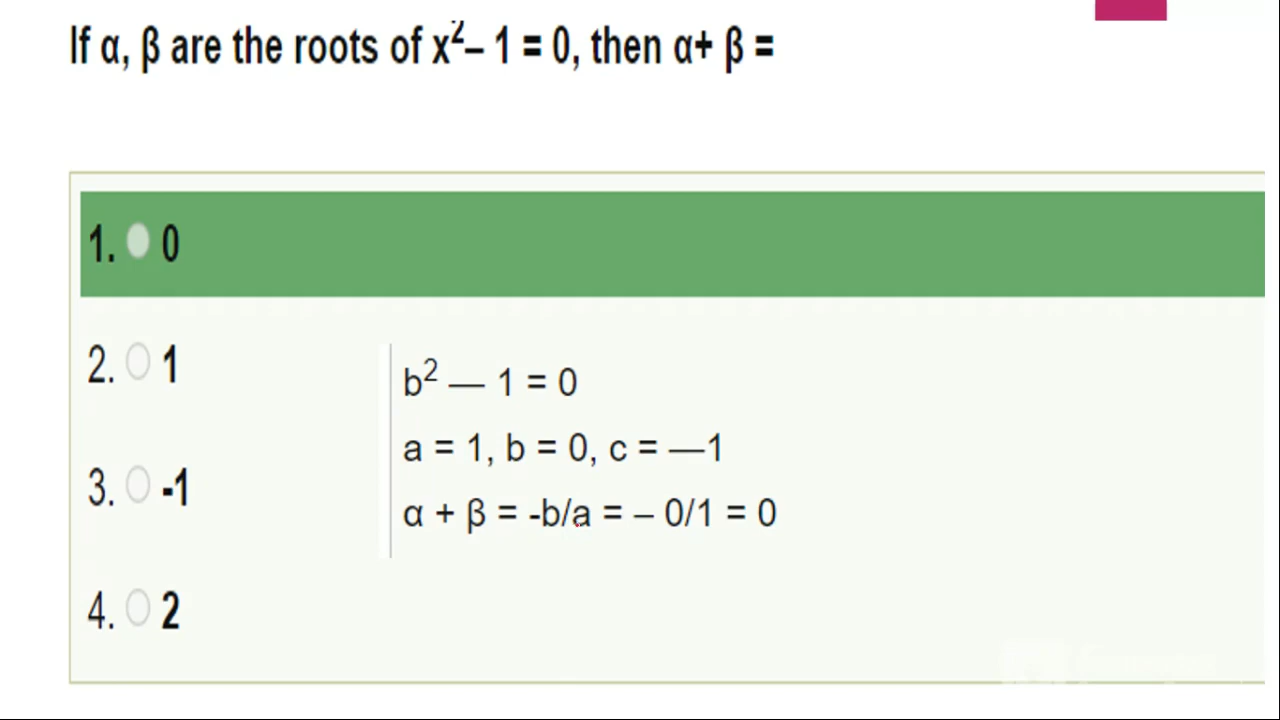 If α, β are the roots of x²– 1 = 0, then α+ β =
1. 0
2. 1
3. -1
4. 2
b² — 1 = 0
a = 1, b = 0, c = —1
α + β = -b/a = – 0/1 = 0